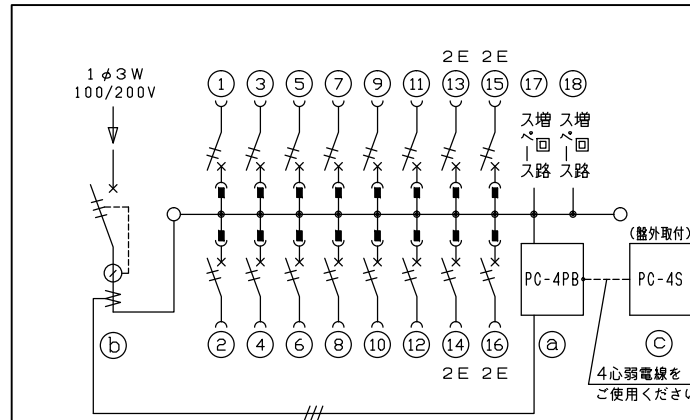 2E 2E
1φ3W
100/200V
1 3 5 7 9 11 13 15 17 18
増回路
スペース
増回路
スペース
(盤外取付)
PC-4PB
PC-4S
b
2 4 6 8 10 12 14 16
a
c
2E 2E
4心弱電線を
ご使用ください